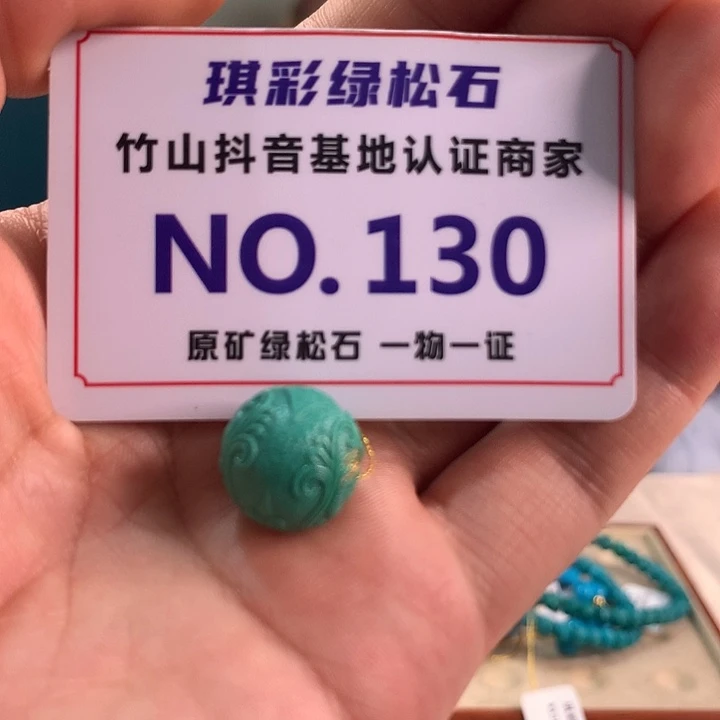 琪彩绿松石
竹山抖音基地认证商家
NO.130
原矿绿松石 一物一证